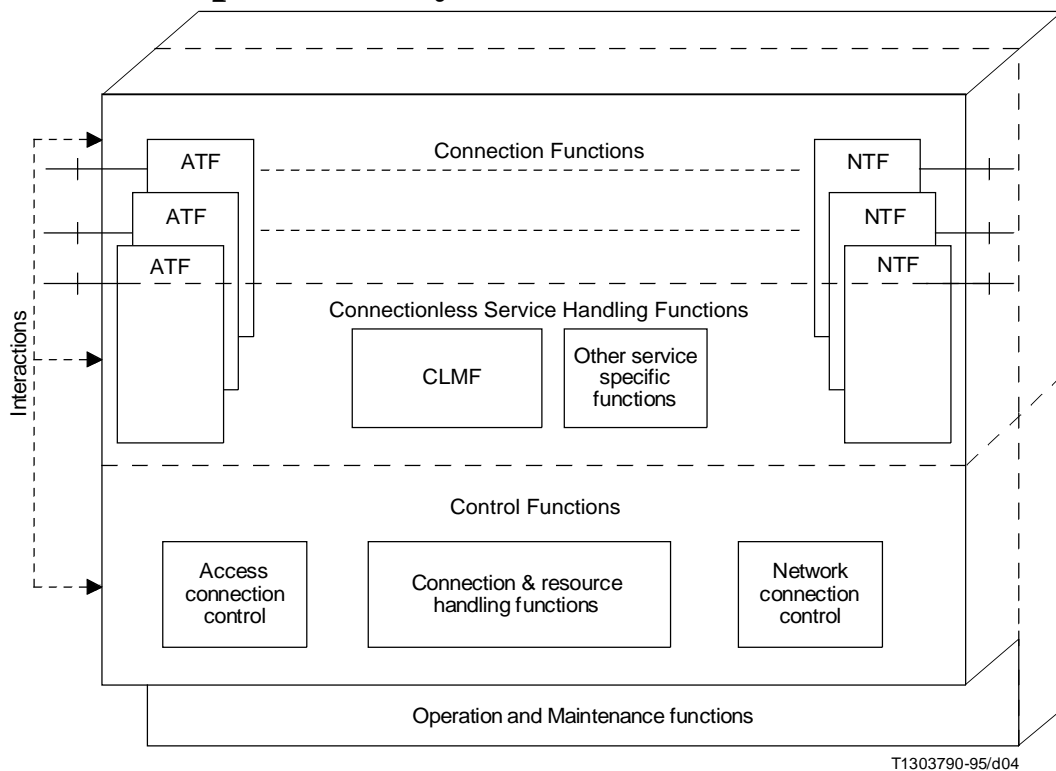 Connection Functions
ATF
NTF
ATF
NTF
ATF
NTF
Connectionless Service Handling Functions
CLMF
Other service
specific
functions
Interactions
Control Functions
Access
connection
control
Connection & resource
handling functions
Network
connection
control
Operation and Maintenance functions
T1303790-95/d04